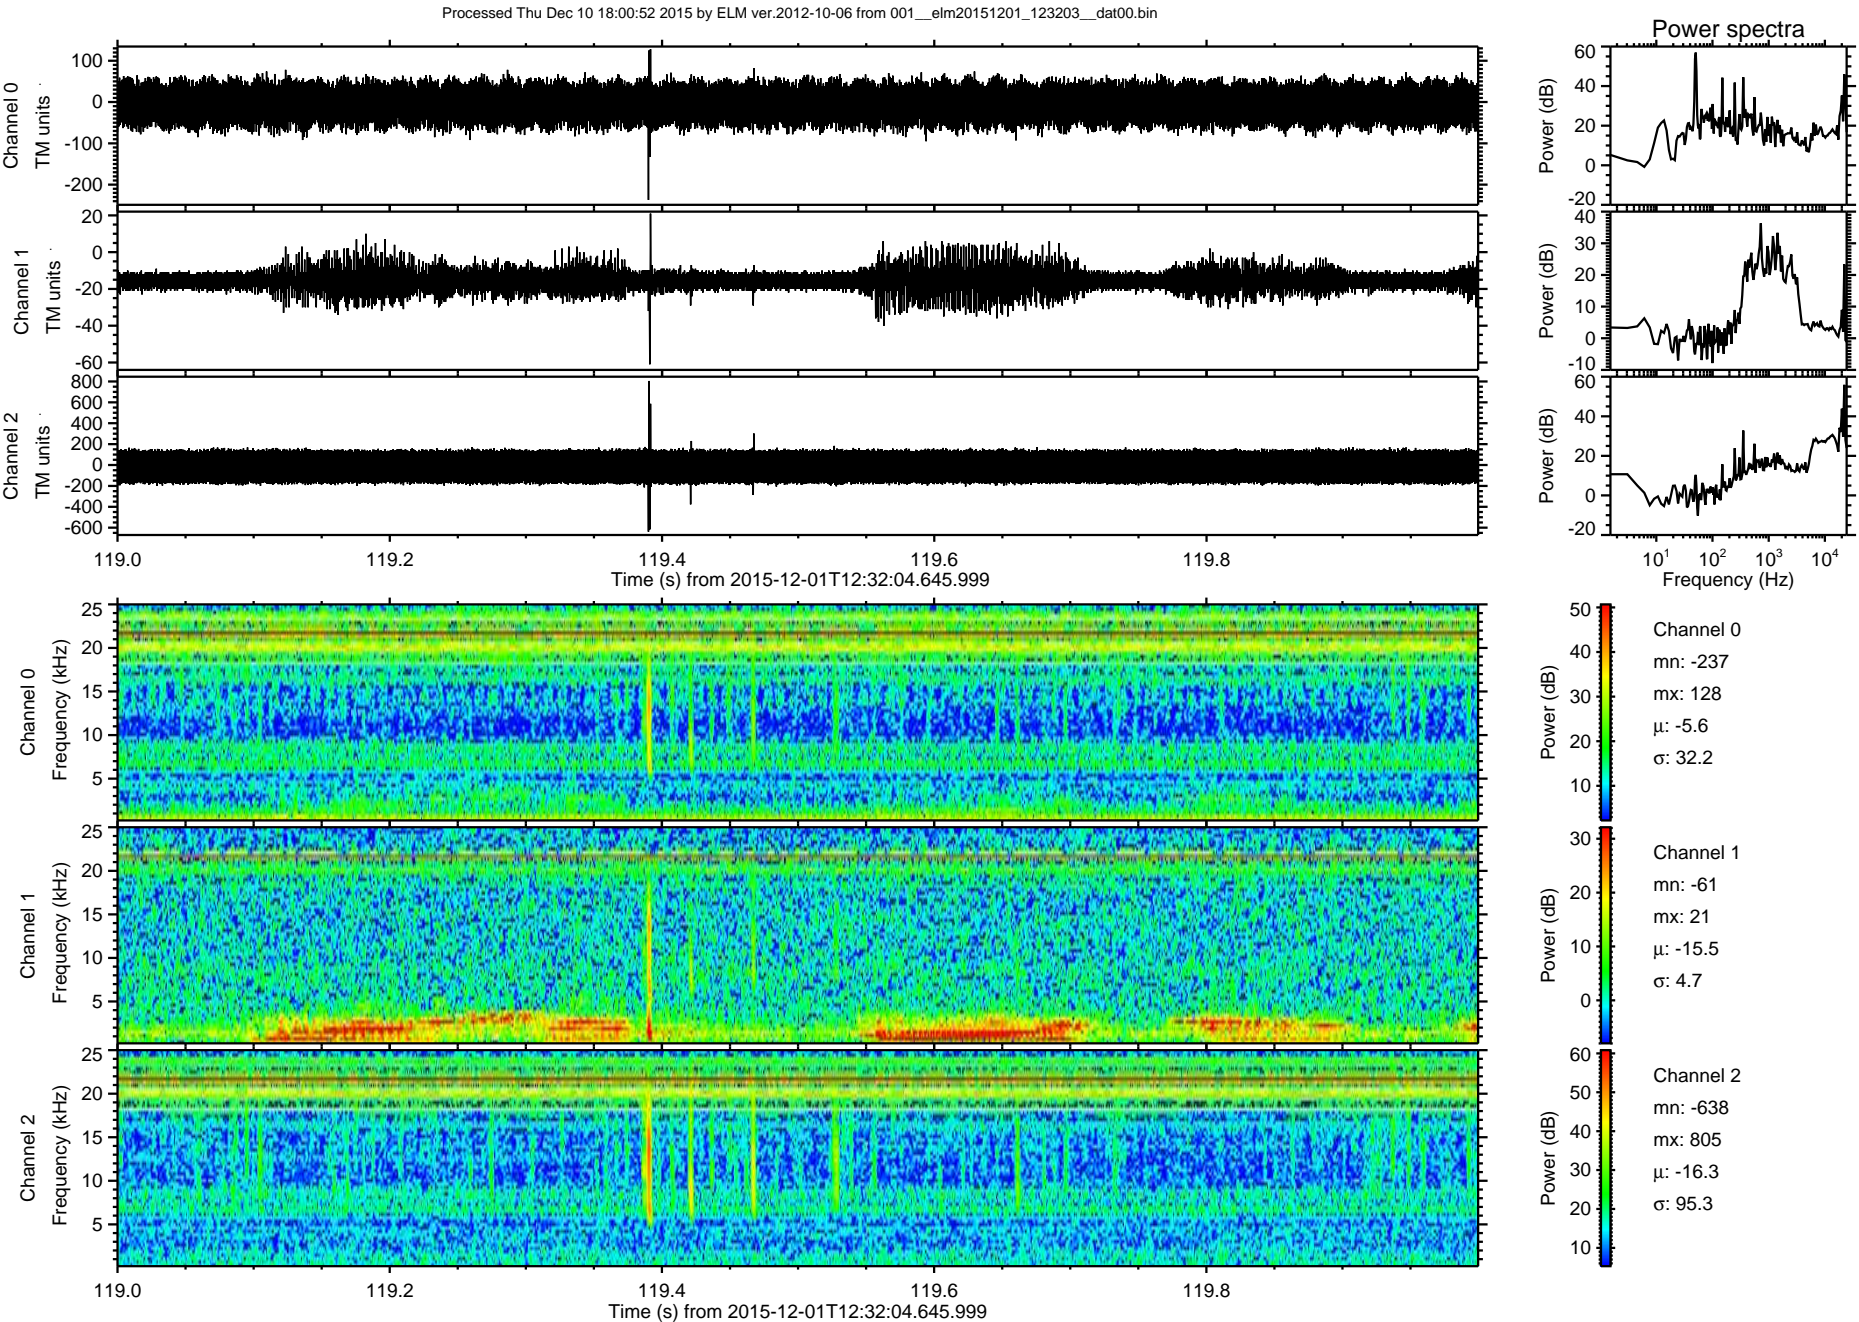 Processed Thu Dec 10 18:00:52 2015 by ELM ver.2012-10-06 from 001__elm20151201_123203__dat00.bin
Power spectra
Channel 0
TM units
100
0
-100
-200
Power (dB)
60
40
20
0
-20
Channel 1
TM units
20
0
-20
-40
-60
Power (dB)
40
30
20
10
0
-10
Channel 2
TM units
800
600
400
200
0
-200
-400
-600
Power (dB)
60
40
20
0
-20
119.0 119.2 119.4 119.6 119.8
Time (s) from 2015-12-01T12:32:04.645.999
10¹ 10² 10³ 10⁴
Frequency (Hz)
Channel 0
Frequency (kHz)
25
20
15
10
5
Power (dB)
50
40
30
20
10
Channel 0
mn: -237
mx: 128
µ: -5.6
σ: 32.2
Channel 1
Frequency (kHz)
25
20
15
10
5
Power (dB)
30
20
10
0
Channel 1
mn: -61
mx: 21
µ: -15.5
σ: 4.7
Channel 2
Frequency (kHz)
25
20
15
10
5
Power (dB)
60
50
40
30
20
10
Channel 2
mn: -638
mx: 805
µ: -16.3
σ: 95.3
119.0 119.2 119.4 119.6 119.8
Time (s) from 2015-12-01T12:32:04.645.999